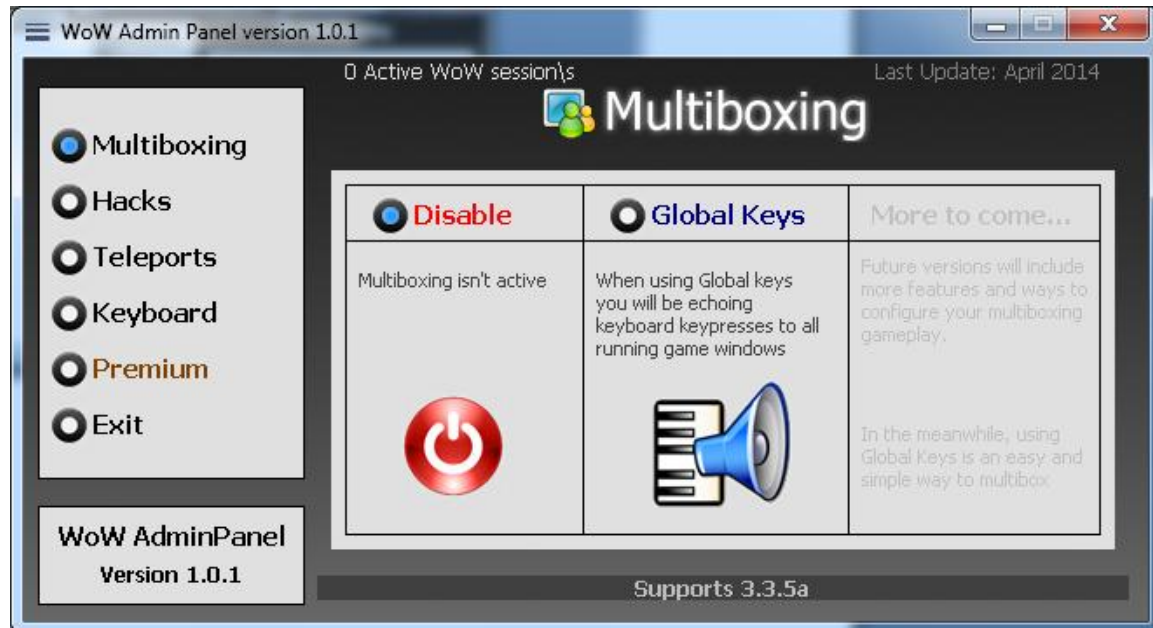 WoW Admin Panel version 1.0.1
0 Active WoW session\s
Last Update: April 2014
Multiboxing
Multiboxing
Hacks
Teleports
Keyboard
Premium
Exit
WoW AdminPanel
Version 1.0.1
Disable
Multiboxing isn't active
Global Keys
When using Global keys
you will be echoing
keyboard keypresses to all
running game windows
More to come...
Future versions will include
more features and ways to
configure your multiboxing
gameplay.
In the meanwhile, using
Global Keys is an easy and
simple way to multibox
Supports 3.3.5a